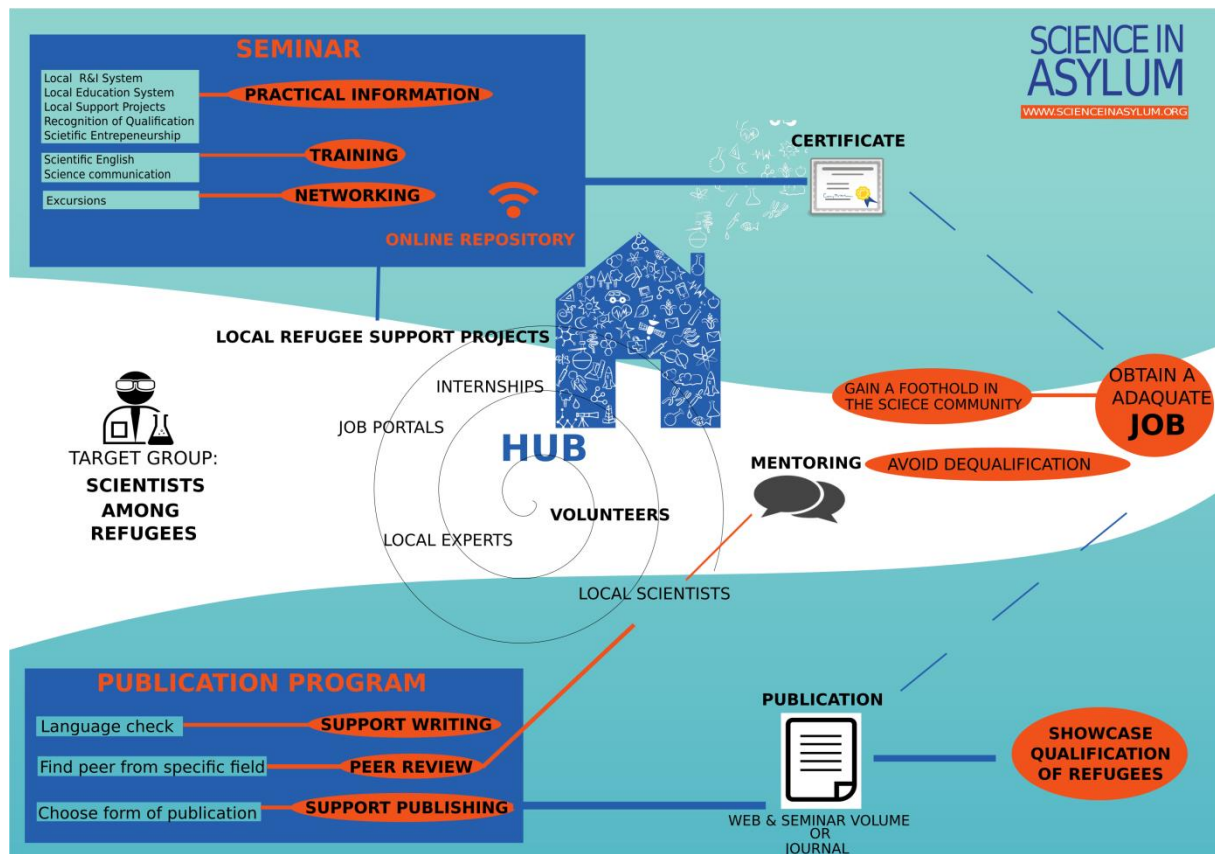 SEMINAR
Local R&I System
Local Education System
Local Support Projects
Recognition of Qualification
Scietific Entrepeneurship
PRACTICAL INFORMATION
Scientific English
Science communication
TRAINING
Excursions
NETWORKING
ONLINE REPOSITORY
SCIENCE IN
ASYLUM
WWW.SCIENCEINASYLUM.ORG
CERTIFICATE
LOCAL REFUGEE SUPPORT PROJECTS
INTERNSHIPS
JOB PORTALS
HUB
VOLUNTEERS
LOCAL EXPERTS
LOCAL SCIENTISTS
TARGET GROUP:
SCIENTISTS
AMONG
REFUGEES
MENTORING
GAIN A FOOTHOLD IN
THE SCIECE COMMUNITY
AVOID DEQUALIFICATION
OBTAIN A
ADAQUATE
JOB
PUBLICATION PROGRAM
Language check
SUPPORT WRITING
Find peer from specific field
PEER REVIEW
Choose form of publication
SUPPORT PUBLISHING
PUBLICATION
WEB & SEMINAR VOLUME
OR
JOURNAL
SHOWCASE
QUALIFICATION
OF REFUGEES